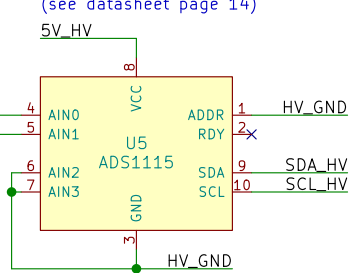 (see datasheet page 14)
5V_HV
8
VCC
4 AIN0 ADDR 1 HV_GND
5 AIN1 RDY 2
U5
ADS1115
6 AIN2 SDA 9 SDA_HV
7 AIN3 SCL 10 SCL_HV
GND
3
HV_GND